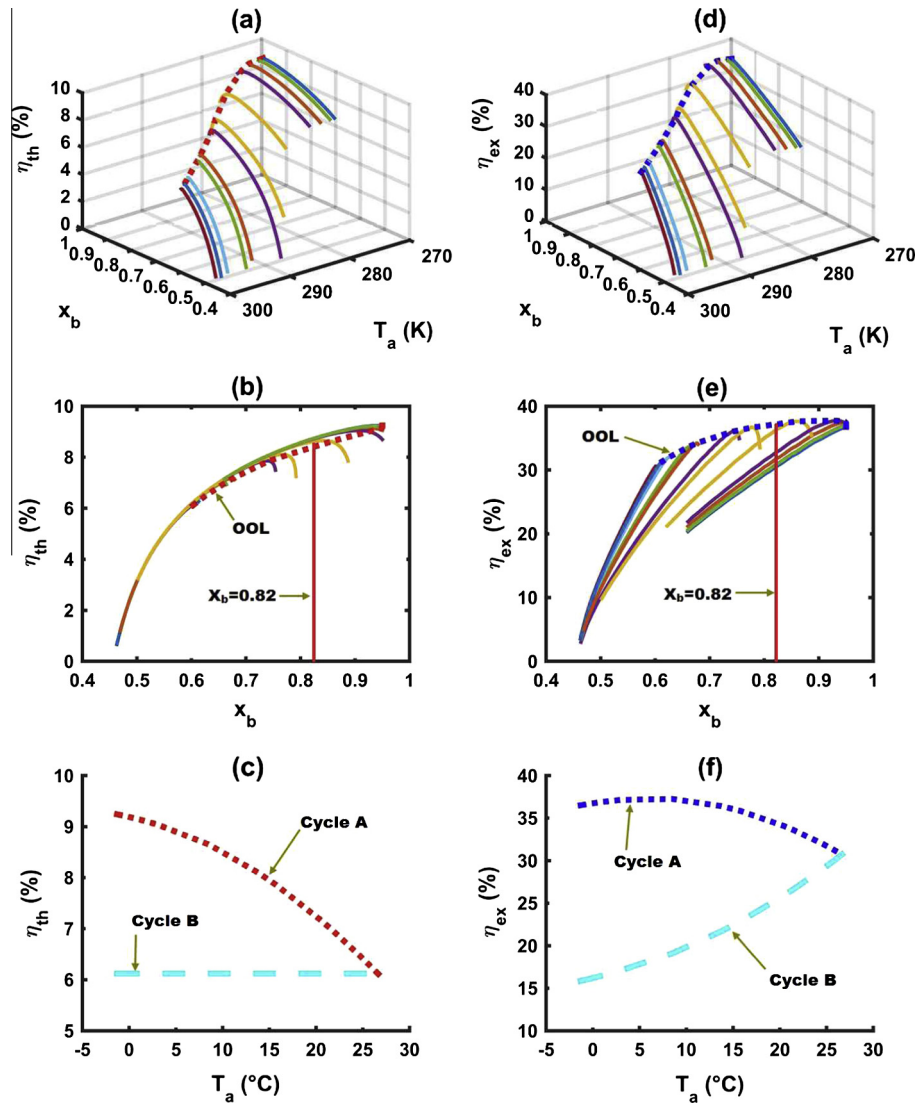 (a)
10
8
6
4
2
0
η_th (%)
1
0.9
0.8
0.7
0.6
0.5
0.4
x_b
300
290
280
270
T_a (K)
(d)
40
30
20
10
0
η_ex (%)
1
0.9
0.8
0.7
0.6
0.5
0.4
x_b
300
290
280
270
T_a (K)
(b)
10
8
6
4
2
0
η_th (%)
OOL
X_b=0.82
0.4 0.5 0.6 0.7 0.8 0.9 1
x_b
(e)
40
30
20
10
0
η_ex (%)
OOL
X_b=0.82
0.4 0.5 0.6 0.7 0.8 0.9 1
x_b
(c)
10
9
8
7
6
5
η_th (%)
Cycle A
Cycle B
-5 0 5 10 15 20 25 30
T_a (°C)
(f)
40
35
30
25
20
15
10
η_ex (%)
Cycle A
Cycle B
-5 0 5 10 15 20 25 30
T_a (°C)